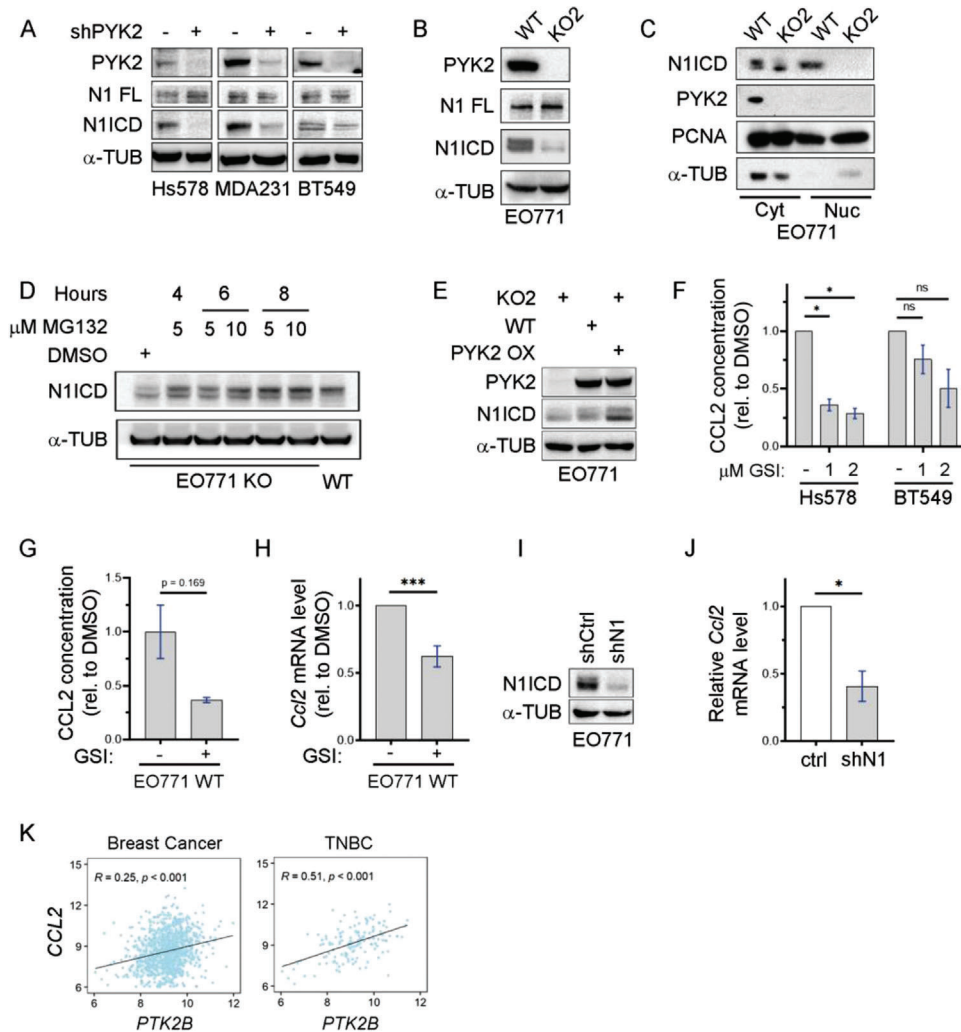 A
shPYK2 - + - + - +
PYK2
N1 FL
N1ICD
α-TUB
Hs578 MDA231 BT549
B
WT KO2
PYK2
N1 FL
N1ICD
α-TUB
EO771
C
WT KO2 WT KO2
N1ICD
PYK2
PCNA
α-TUB
Cyt Nuc
EO771
D
Hours 4 6 8
μM MG132 5 5 10 5 10
DMSO +
N1ICD
α-TUB
EO771 KO WT
E
KO2 + +
WT +
PYK2 OX +
PYK2
N1ICD
α-TUB
EO771
F
CCL2 concentration
(rel. to DMSO)
1.0
0.5
0
*
*
ns
ns
μM GSI: - 1 2 - 1 2
Hs578 BT549
G
CCL2 concentration
(rel. to DMSO)
1.5
1.0
0.5
0.0
p = 0.169
GSI: - +
EO771 WT
H
Ccl2 mRNA level
(rel. to DMSO)
1.0
0.5
0.0
***
GSI: - +
EO771 WT
I
shCtrl shN1
N1ICD
α-TUB
EO771
J
Relative Ccl2
mRNA level
1.0
0.5
0
*
ctrl shN1
K
Breast Cancer
R = 0.25, p < 0.001
CCL2
15
12
9
6
6 8 10 12
PTK2B
TNBC
R = 0.51, p < 0.001
15
12
9
6
6 8 10 12
PTK2B